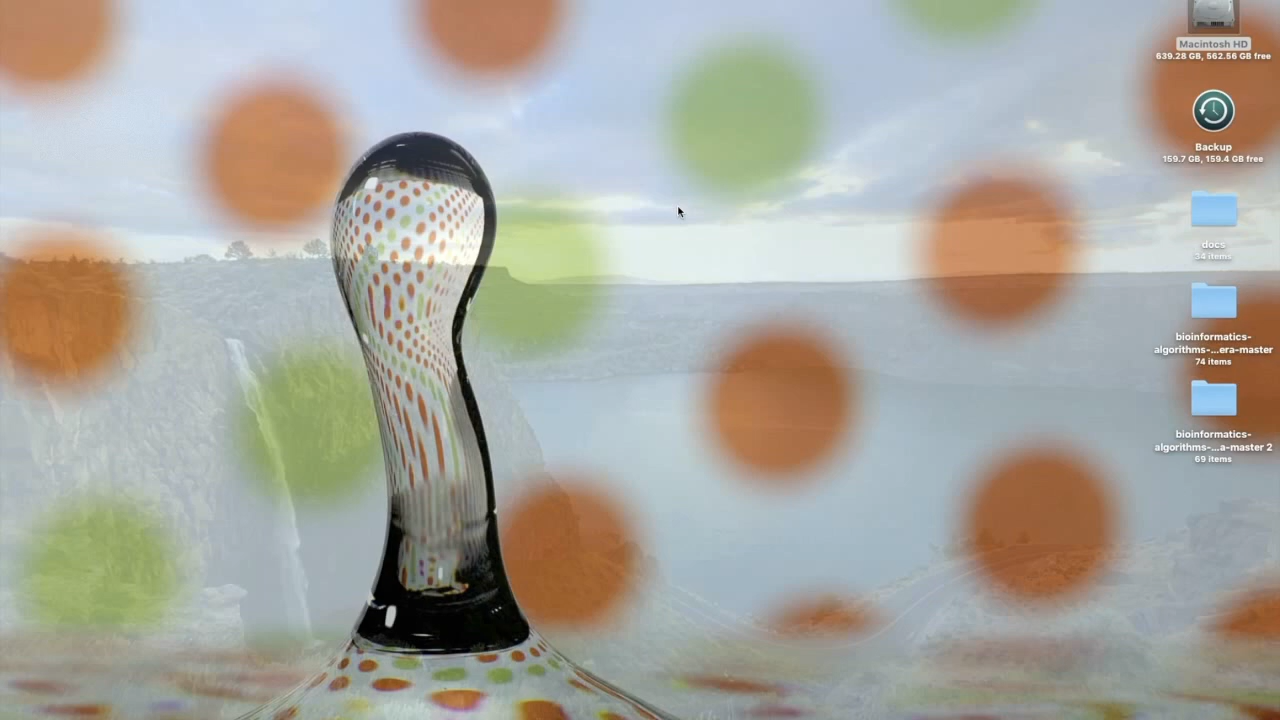 Macintosh HD
639.28 GB, 562.56 GB free
Backup
159.7 GB, 159.4 GB free
docs
34 items
bioinformatics-
algorithms-...era-master
74 items
bioinformatics-
algorithms-...a-master 2
69 items